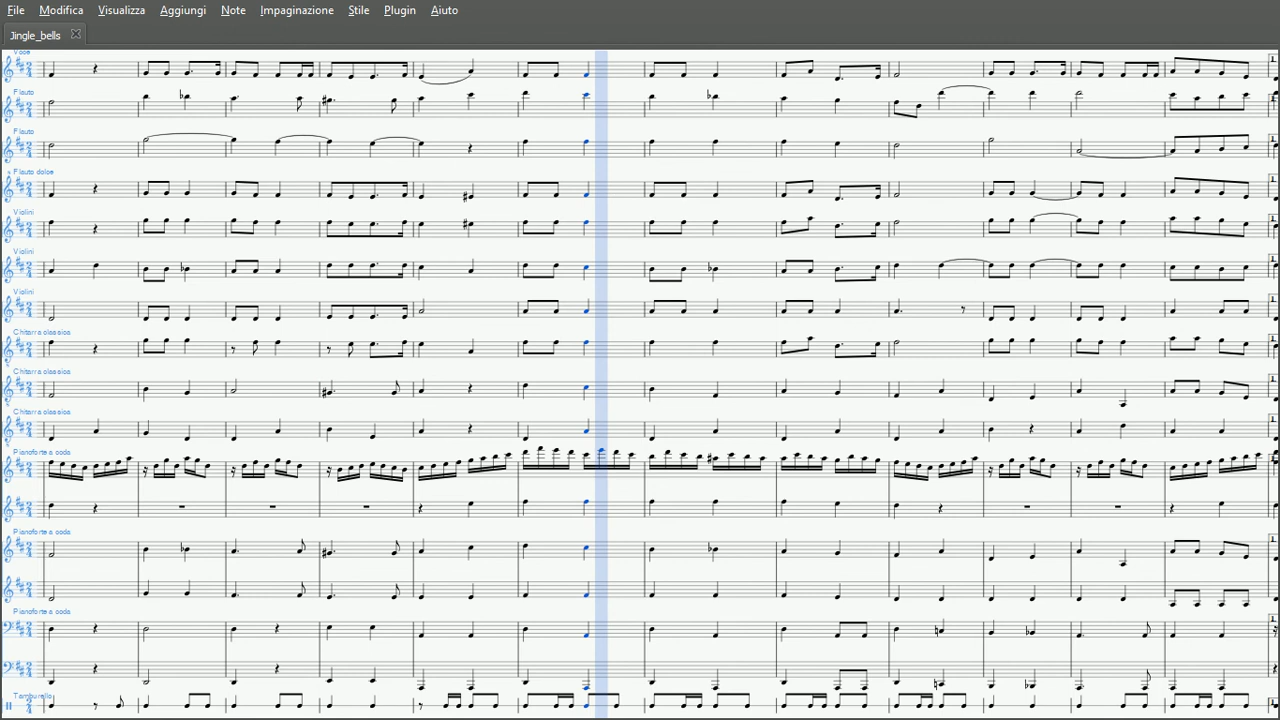 File Modifica Visualizza Aggiungi Note Impaginazione Stile Plugin Aiuto
Jingle_bells
Voce
Flauto
Flauto
Flauto dolce
Violini
Violini
Violini
Chitarra classica
Chitarra classica
Chitarra classica
Pianoforte a coda
Pianoforte a coda
Pianoforte a coda
Tamburello